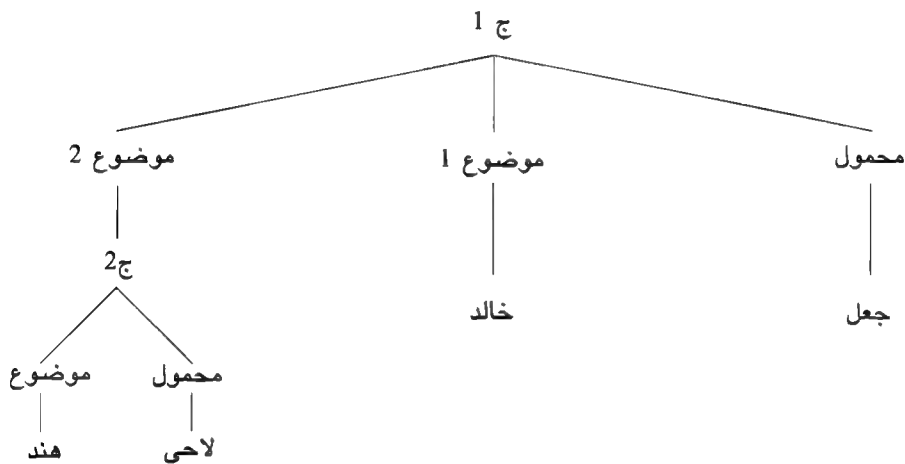 ج 1
محمول موضوع 1 موضوع 2
ج2
جعل خالد
محمول موضوع
لاحى هند